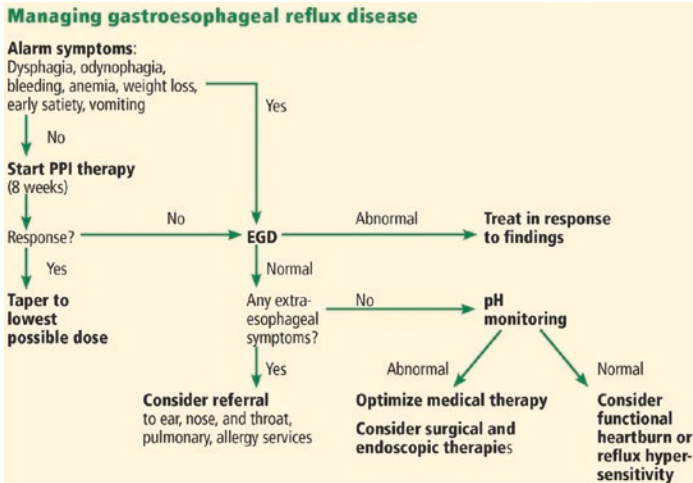 Managing gastroesophageal reflux disease
Alarm symptoms:
Dysphagia, odynophagia,
bleeding, anemia, weight loss,
early satiety, vomiting
Yes
No
Start PPI therapy
(8 weeks)
Response?
No
EGD
Abnormal
Treat in response
to findings
Yes
Normal
Taper to
lowest
possible dose
Any extra-
esophageal
symptoms?
No
pH
monitoring
Yes
Abnormal
Normal
Consider referral
to ear, nose, and throat,
pulmonary, allergy services
Optimize medical therapy
Consider surgical and
endoscopic therapies
Consider
functional
heartburn or
reflux hyper-
sensitivity